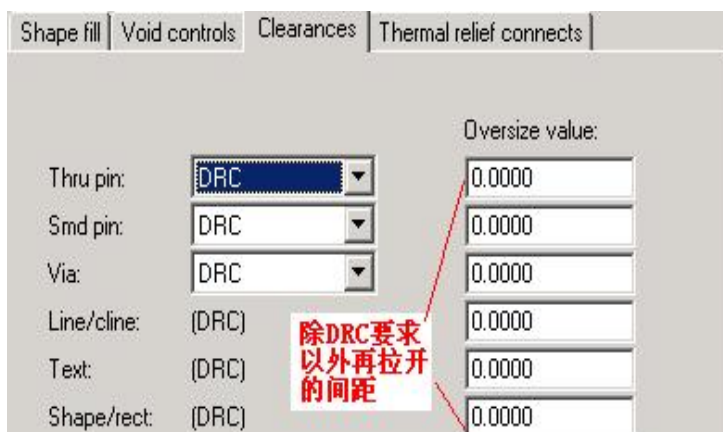 Shape fill Void controls Clearances Thermal relief connects
Oversize value:
Thru pin: DRC 0.0000
Smd pin: DRC 0.0000
Via: DRC 0.0000
Line/cline: (DRC) 0.0000
Text: (DRC) 0.0000
Shape/rect: (DRC) 0.0000
除DRC要求
以外再拉开
的间距